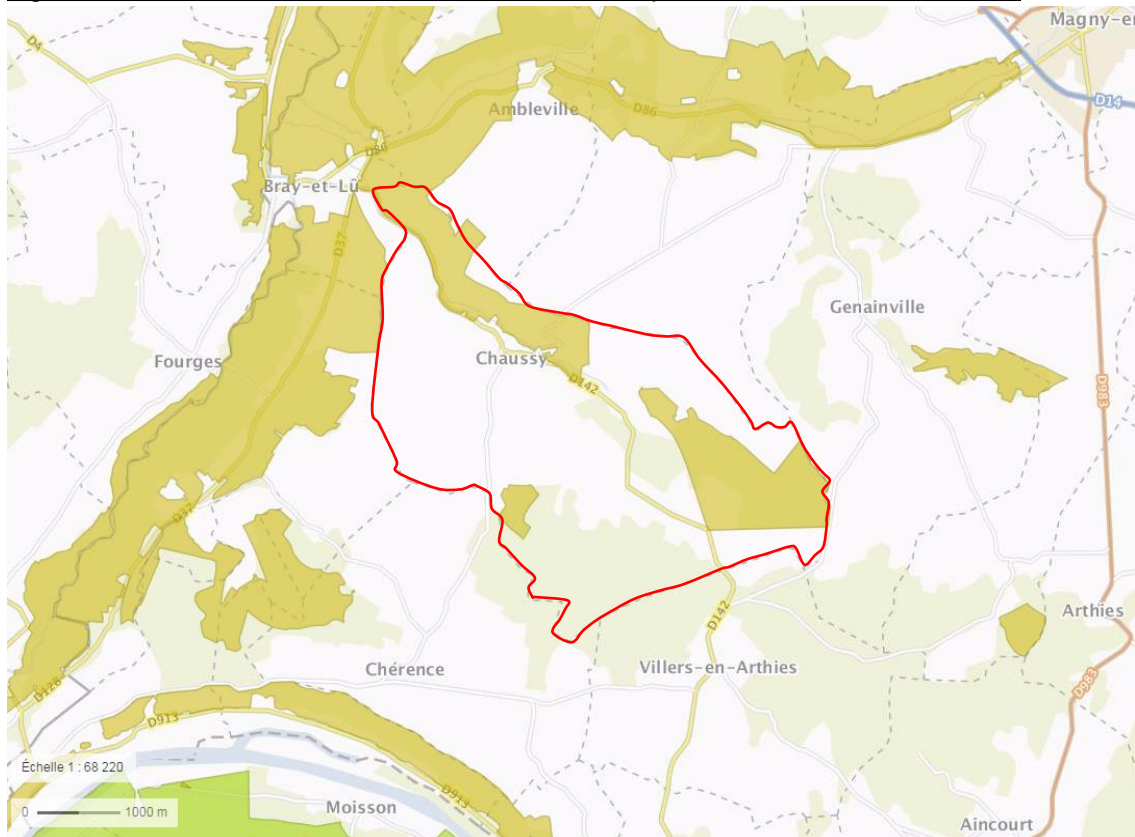 D4
Magny-en
D14
Ambleville
D86
D86
Bray-et-Lû
D37
Genainville
Fourges
Chaussy
D142
D983
D37
Arthies
D142
Chérence
Villers-en-Arthies
D128
D983
D913
Échelle 1 : 68 220
0 1000 m
D913
Moisson
Aincourt